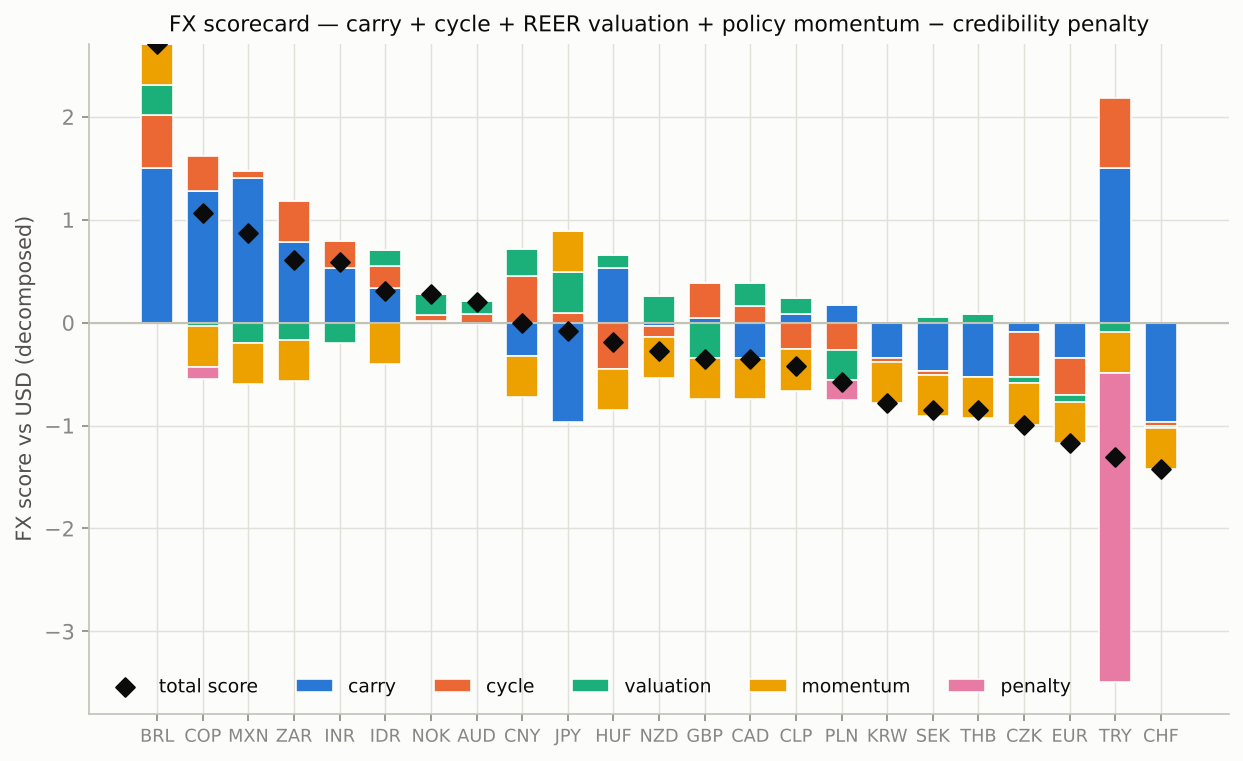 FX scorecard — carry + cycle + REER valuation + policy momentum − credibility penalty
FX score vs USD (decomposed)
2
1
0
−1
−2
−3
total score carry cycle valuation momentum penalty
BRL COP MXN ZAR INR IDR NOK AUD CNY JPY HUF NZD GBP CAD CLP PLN KRW SEK THB CZK EUR TRY CHF